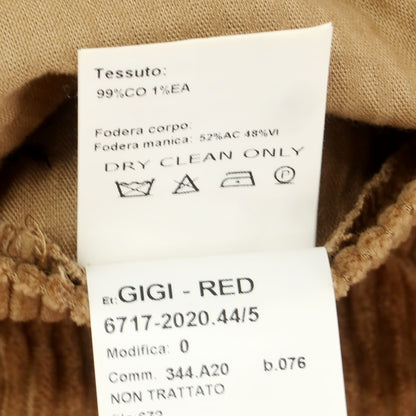 Tessuto:
99%CO 1%EA
Fodera corpo:
Fodera manica: 52%AC 48%VI
DRY CLEAN ONLY
P
Et: GIGI - RED
6717-2020.44/5
Modifica: 0
Comm. 344.A20 b.076
NON TRATTATO